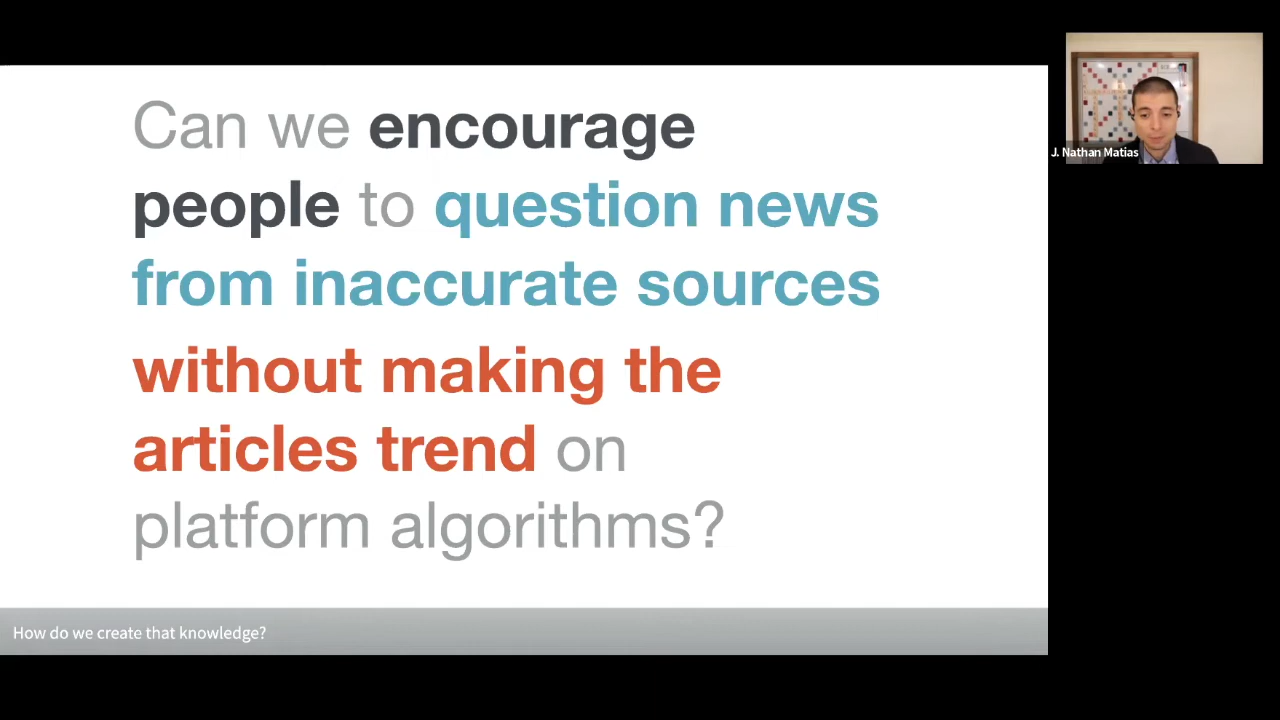 Can we encourage
people to question news
from inaccurate sources
without making the
articles trend on
platform algorithms?
How do we create that knowledge?
J. Nathan Matias